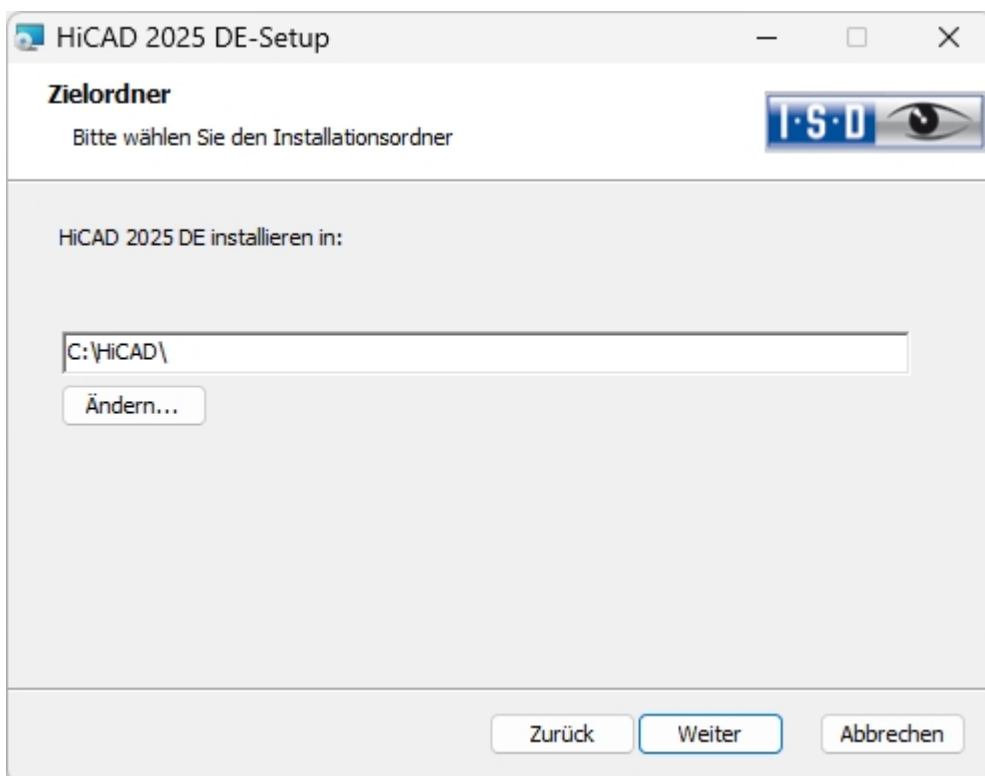 HiCAD 2025 DE-Setup
Zielordner
Bitte wählen Sie den Installationsordner
I·S·D
HiCAD 2025 DE installieren in:
C:\HiCAD\
Ändern...
Zurück Weiter Abbrechen